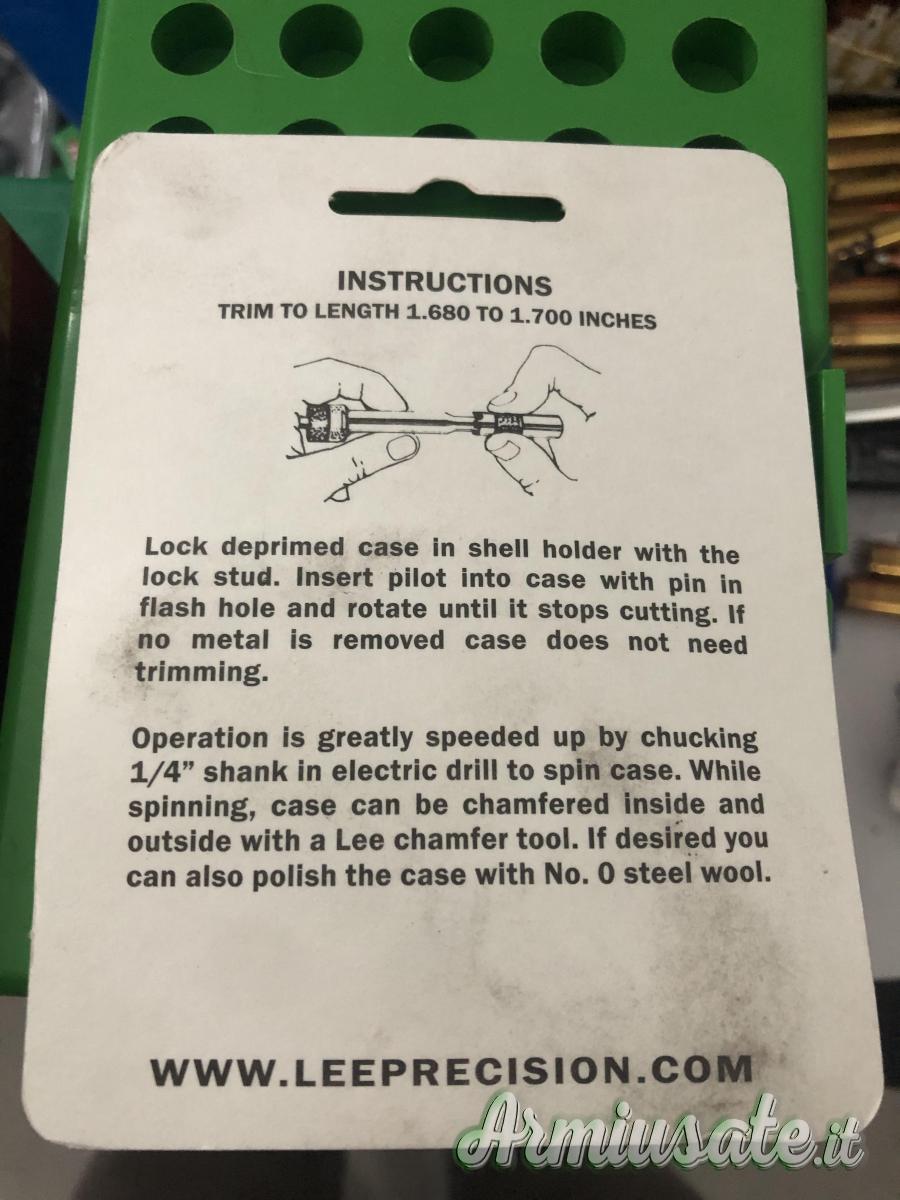 INSTRUCTIONS
TRIM TO LENGTH 1.680 TO 1.700 INCHES
Lock deprimed case in shell holder with the
lock stud. Insert pilot into case with pin in
flash hole and rotate until it stops cutting. If
no metal is removed case does not need
trimming.
Operation is greatly speeded up by chucking
1/4” shank in electric drill to spin case. While
spinning, case can be chamfered inside and
outside with a Lee chamfer tool. If desired you
can also polish the case with No. 0 steel wool.
WWW.LEEPRECISION.COM
Armiusate.it